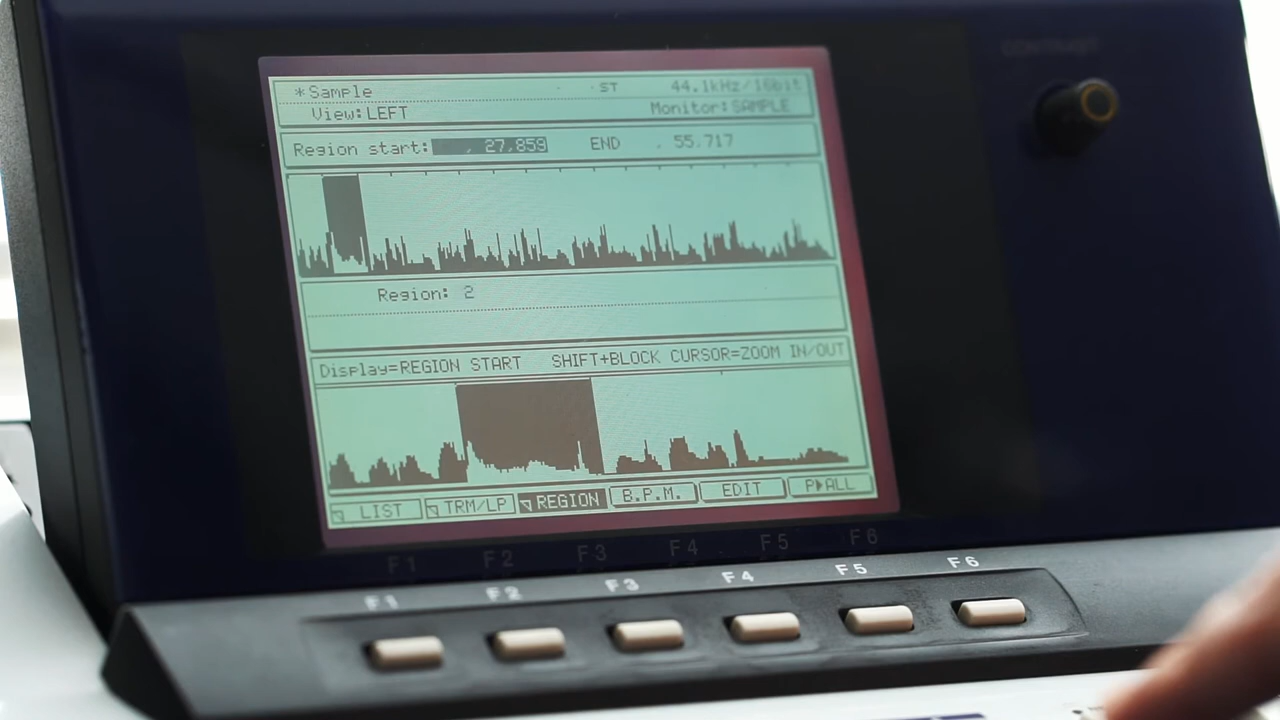 CONTRAST
*Sample ST 44.1kHz/16bit
View:LEFT Monitor:SAMPLE
Region start: , 27,859 END , 55,717
Region: 2
Display=REGION START SHIFT+BLOCK CURSOR=ZOOM IN/OUT
LIST TRM/LP REGION B.P.M. EDIT P▶ALL
F1 F2 F3 F4 F5 F6
F1 F2 F3 F4 F5 F6